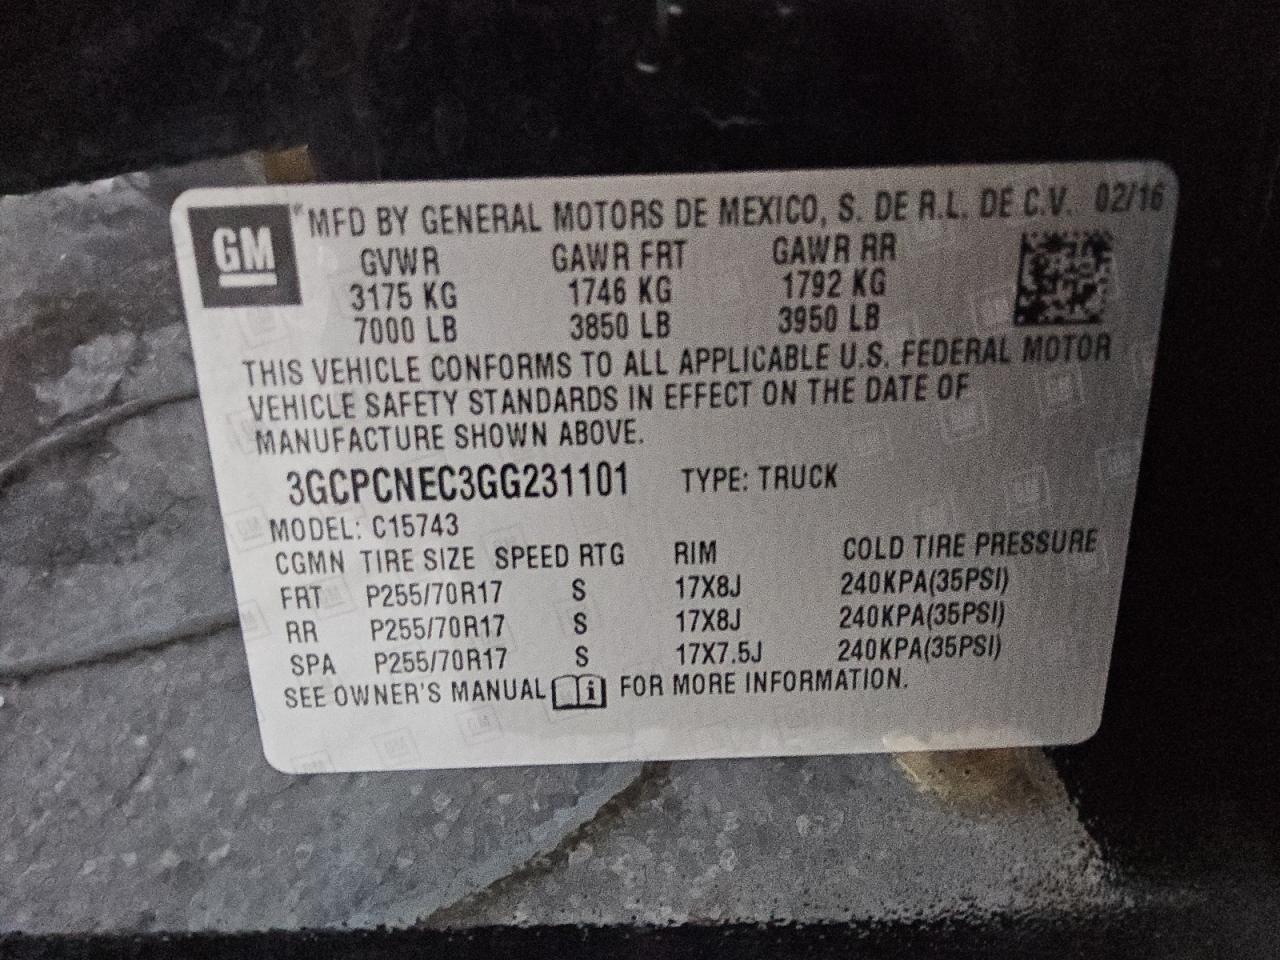 GM MFD BY GENERAL MOTORS DE MEXICO, S. DE R.L. DE C.V. 02/16
GVWR GAWR FRT GAWR RR
3175 KG 1746 KG 1792 KG
7000 LB 3850 LB 3950 LB
THIS VEHICLE CONFORMS TO ALL APPLICABLE U.S. FEDERAL MOTOR
VEHICLE SAFETY STANDARDS IN EFFECT ON THE DATE OF
MANUFACTURE SHOWN ABOVE.
3GCPCNEC3GG231101 TYPE: TRUCK
MODEL: C15743
CGMN TIRE SIZE SPEED RTG RIM COLD TIRE PRESSURE
FRT P255/70R17 S 17X8J 240KPA(35PSI)
RR P255/70R17 S 17X8J 240KPA(35PSI)
SPA P255/70R17 S 17X7.5J 240KPA(35PSI)
SEE OWNER'S MANUAL i FOR MORE INFORMATION.